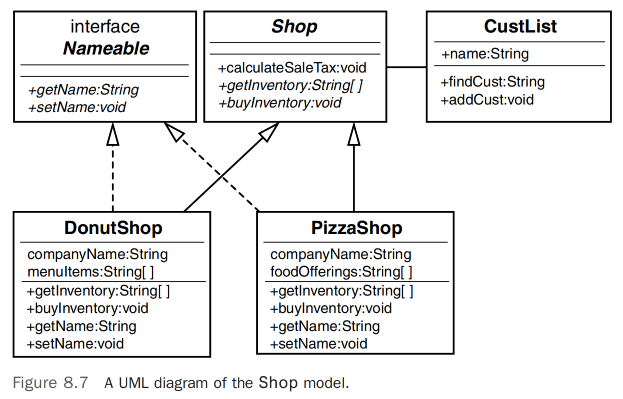 interface
Nameable
+getName:String
+setName:void
Shop
+calculateSaleTax:void
+getInventory:String[ ]
+buyInventory:void
CustList
+name:String
+findCust:String
+addCust:void
DonutShop
companyName:String
menuItems:String[ ]
+getInventory:String[ ]
+buyInventory:void
+getName:String
+setName:void
PizzaShop
companyName:String
foodOfferings:String[ ]
+getInventory:String[ ]
+buyInventory:void
+getName:String
+setName:void
Figure 8.7 A UML diagram of the Shop model.